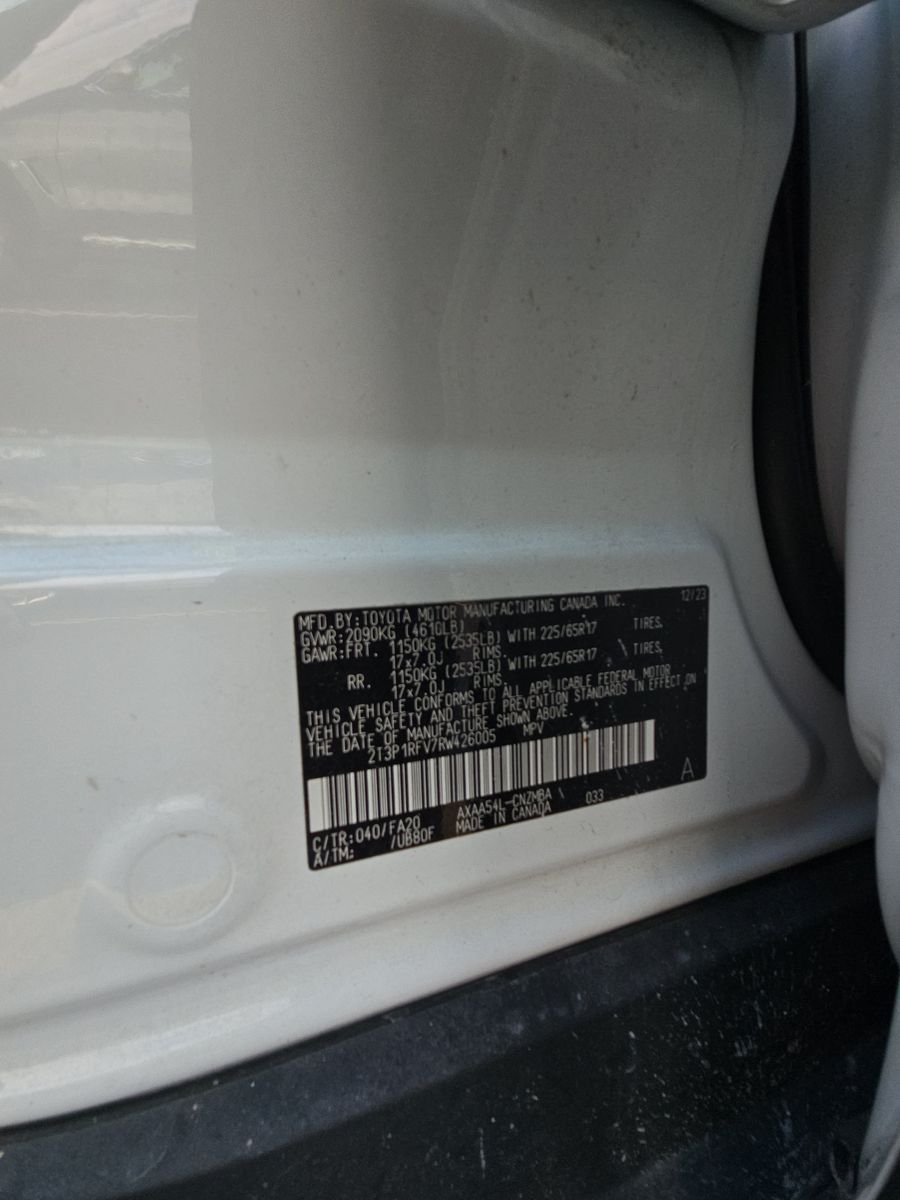 MFD. BY: TOYOTA MOTOR MANUFACTURING CANADA INC. 12/23
GVWR: 2090KG (4610LB)
GAWR: FRT. 1150KG (2535LB) WITH 225/65R17 TIRES,
17x7.0J RIMS
RR. 1150KG (2535LB) WITH 225/65R17 TIRES,
17x7.0J RIMS
THIS VEHICLE CONFORMS TO ALL APPLICABLE FEDERAL MOTOR
VEHICLE SAFETY AND THEFT PREVENTION STANDARDS IN EFFECT ON
THE DATE OF MANUFACTURE SHOWN ABOVE.
2T3P1RFV7RW426005 MPV
A
C/TR: 040/FA20 AXAA54L-CNZMBA 033
A/TM: /UB80F MADE IN CANADA